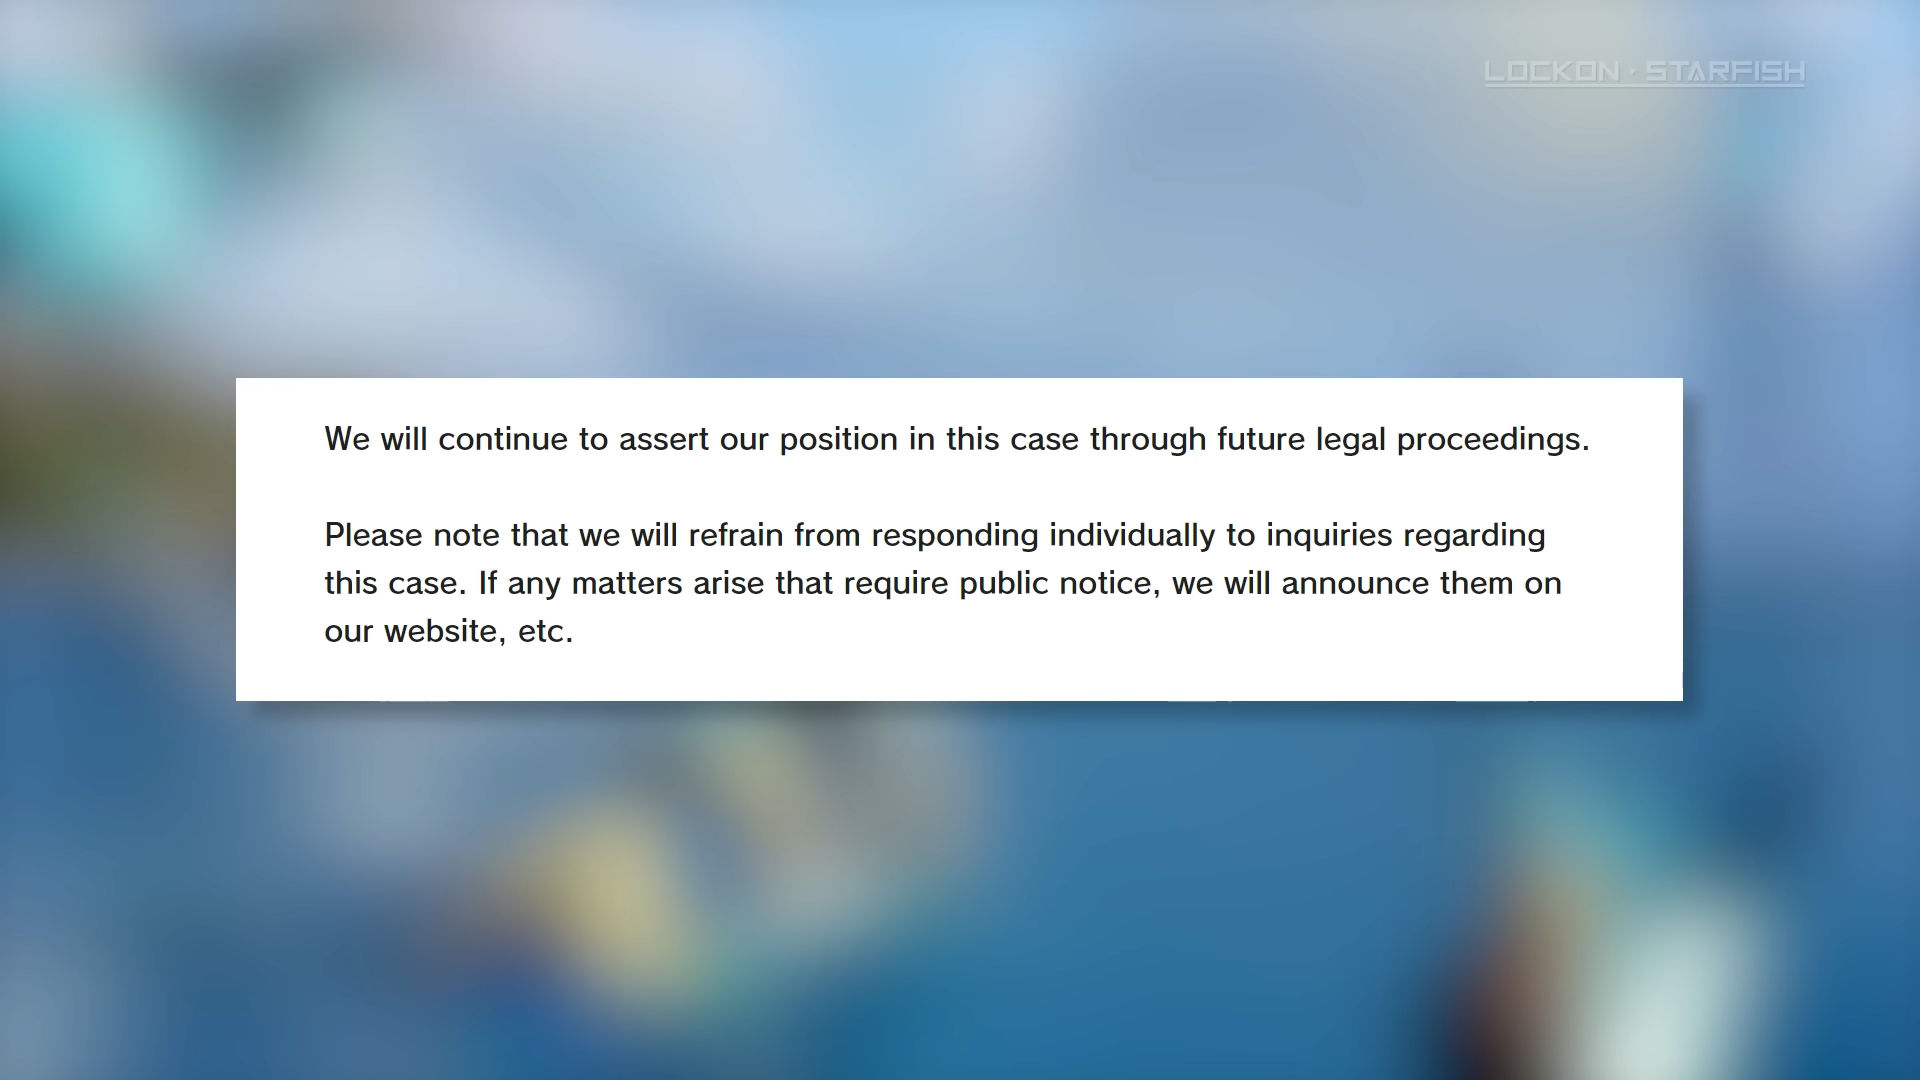 LOCKON · STARFISH
We will continue to assert our position in this case through future legal proceedings.
Please note that we will refrain from responding individually to inquiries regarding
this case. If any matters arise that require public notice, we will announce them on
our website, etc.